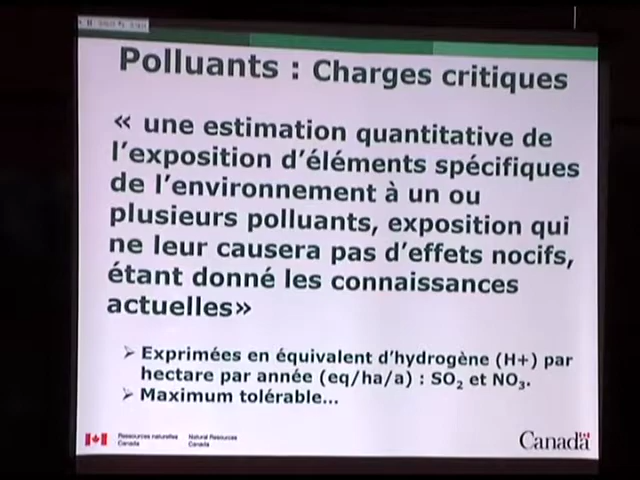 Polluants : Charges critiques
« une estimation quantitative de
l’exposition d’éléments spécifiques
de l’environnement à un ou
plusieurs polluants, exposition qui
ne leur causera pas d’effets nocifs,
étant donné les connaissances
actuelles»
➢ Exprimées en équivalent d’hydrogène (H+) par
hectare par année (eq/ha/a) : SO₂ et NO₃.
➢ Maximum tolérable...
Ressources naturelles Natural Resources
Canada Canada
Canada